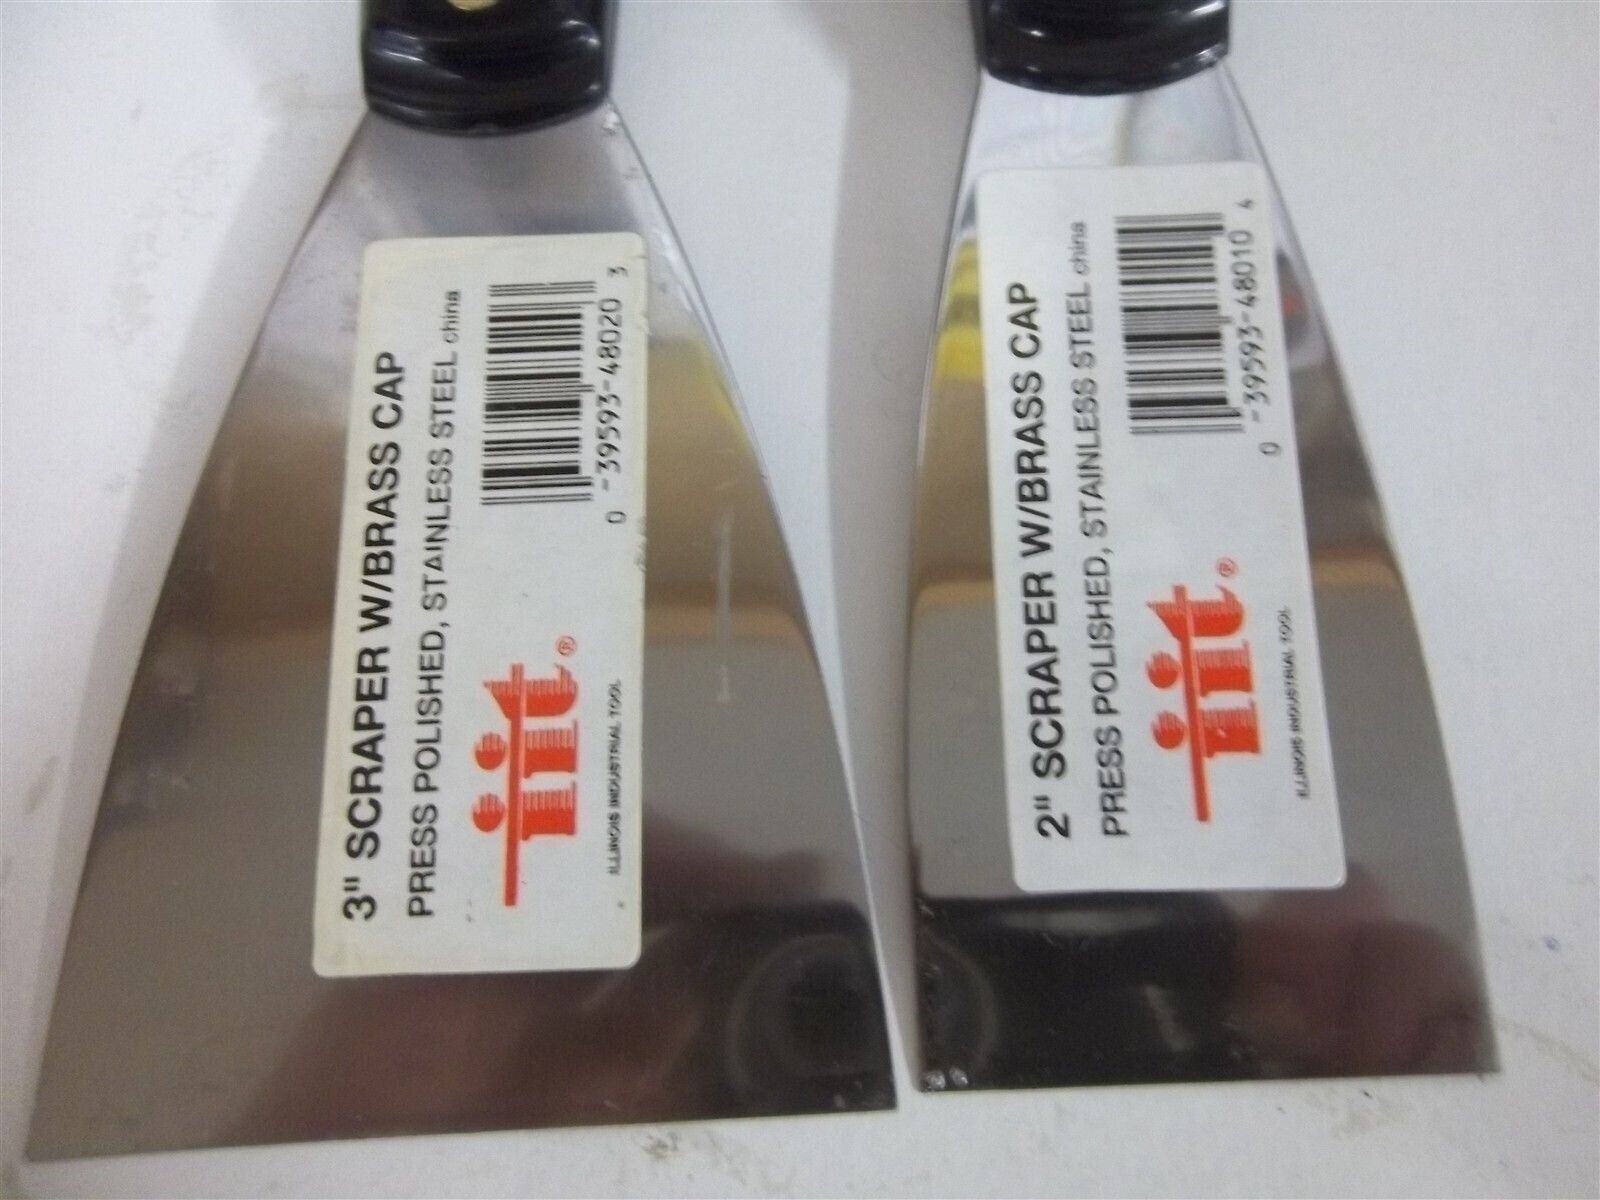 3" SCRAPER W/BRASS CAP
PRESS POLISHED, STAINLESS STEEL china
iit®
ILLINOIS INDUSTRIAL TOOL
0-39593-48020 3
2" SCRAPER W/BRASS CAP
PRESS POLISHED, STAINLESS STEEL china
iit®
ILLINOIS INDUSTRIAL TOOL
0-39593-48010 4